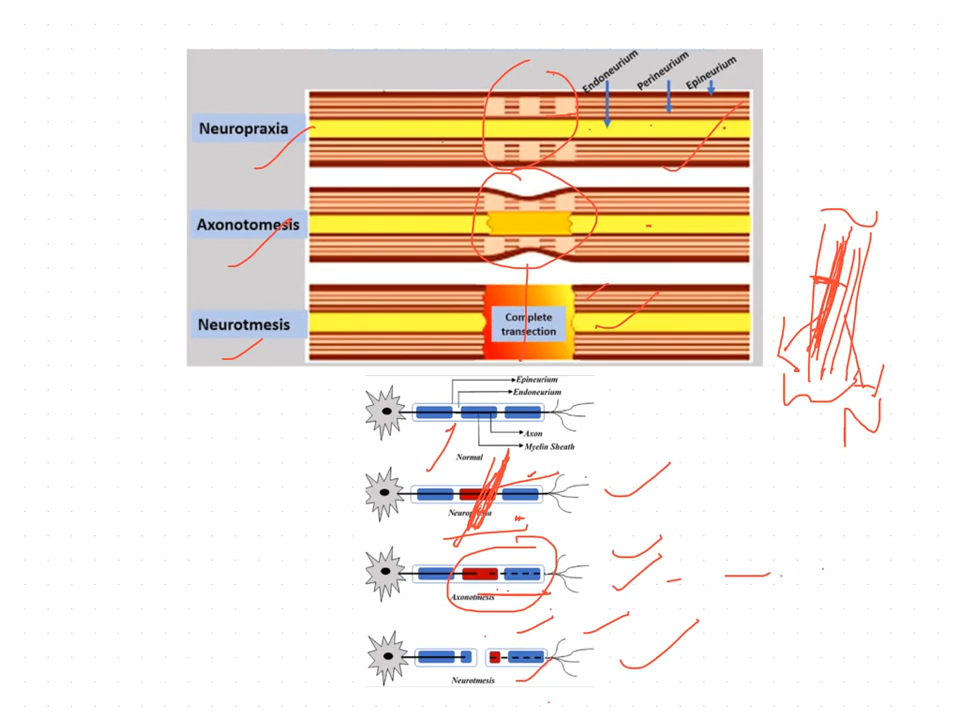 Endoneurium
Perineurium
Epineurium
Neuropraxia
Axonotomesis
Neurotmesis
Complete
transection
Epineurium
Endoneurium
Axon
Myelin Sheath
Normal
Axonotmesis
Neurotmesis
N